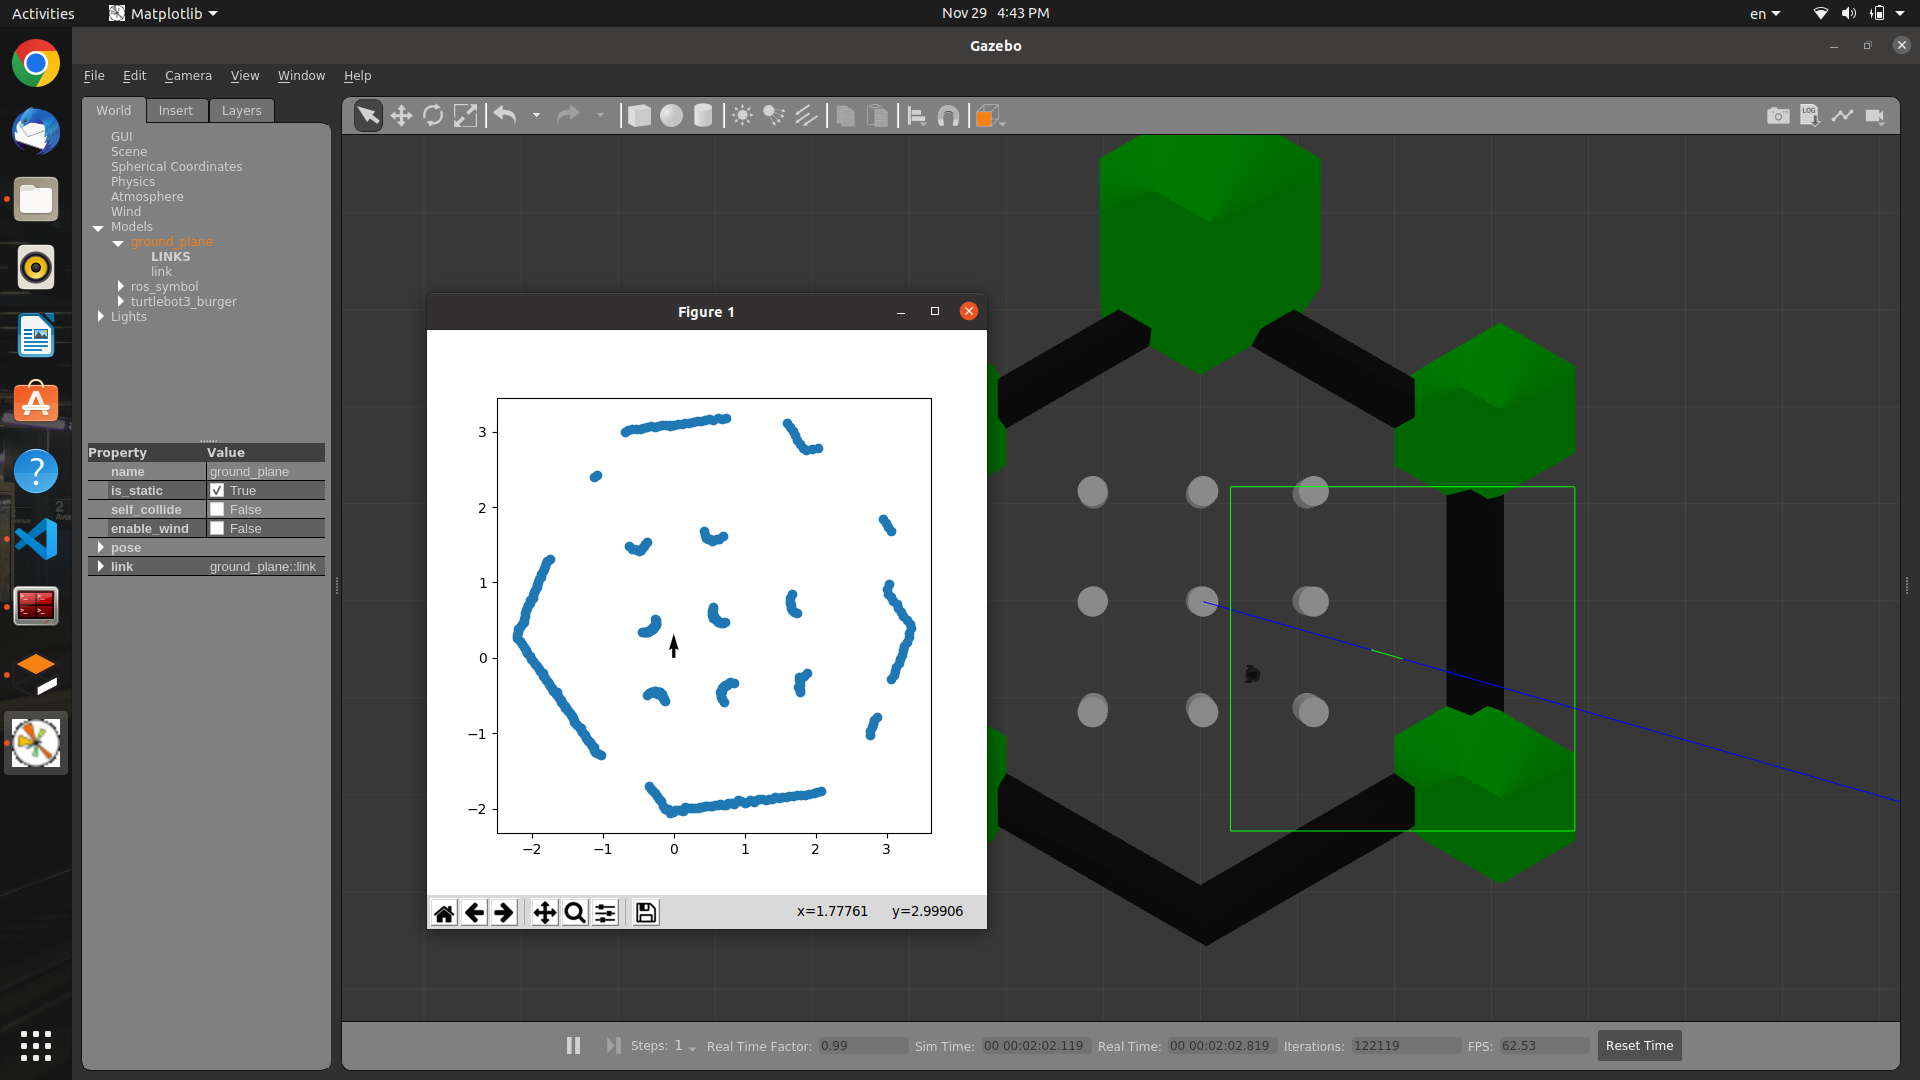 Activities Matplotlib Nov 29 4:43 PM en
Gazebo
File Edit Camera View Window Help
World Insert Layers
GUI
Scene
Spherical Coordinates
Physics
Atmosphere
Wind
Models
ground_plane
LINKS
link
ros_symbol
turtlebot3_burger
Lights
Property Value
name ground_plane
is_static True
self_collide False
enable_wind False
pose
link ground_plane::link
LOG
Figure 1
3
2
1
0
−1
−2
−2 −1 0 1 2 3
x=1.77761 y=2.99906
Steps: 1 Real Time Factor: 0.99 Sim Time: 00 00:02:02.119 Real Time: 00 00:02:02.819 Iterations: 122119 FPS: 62.53 Reset Time